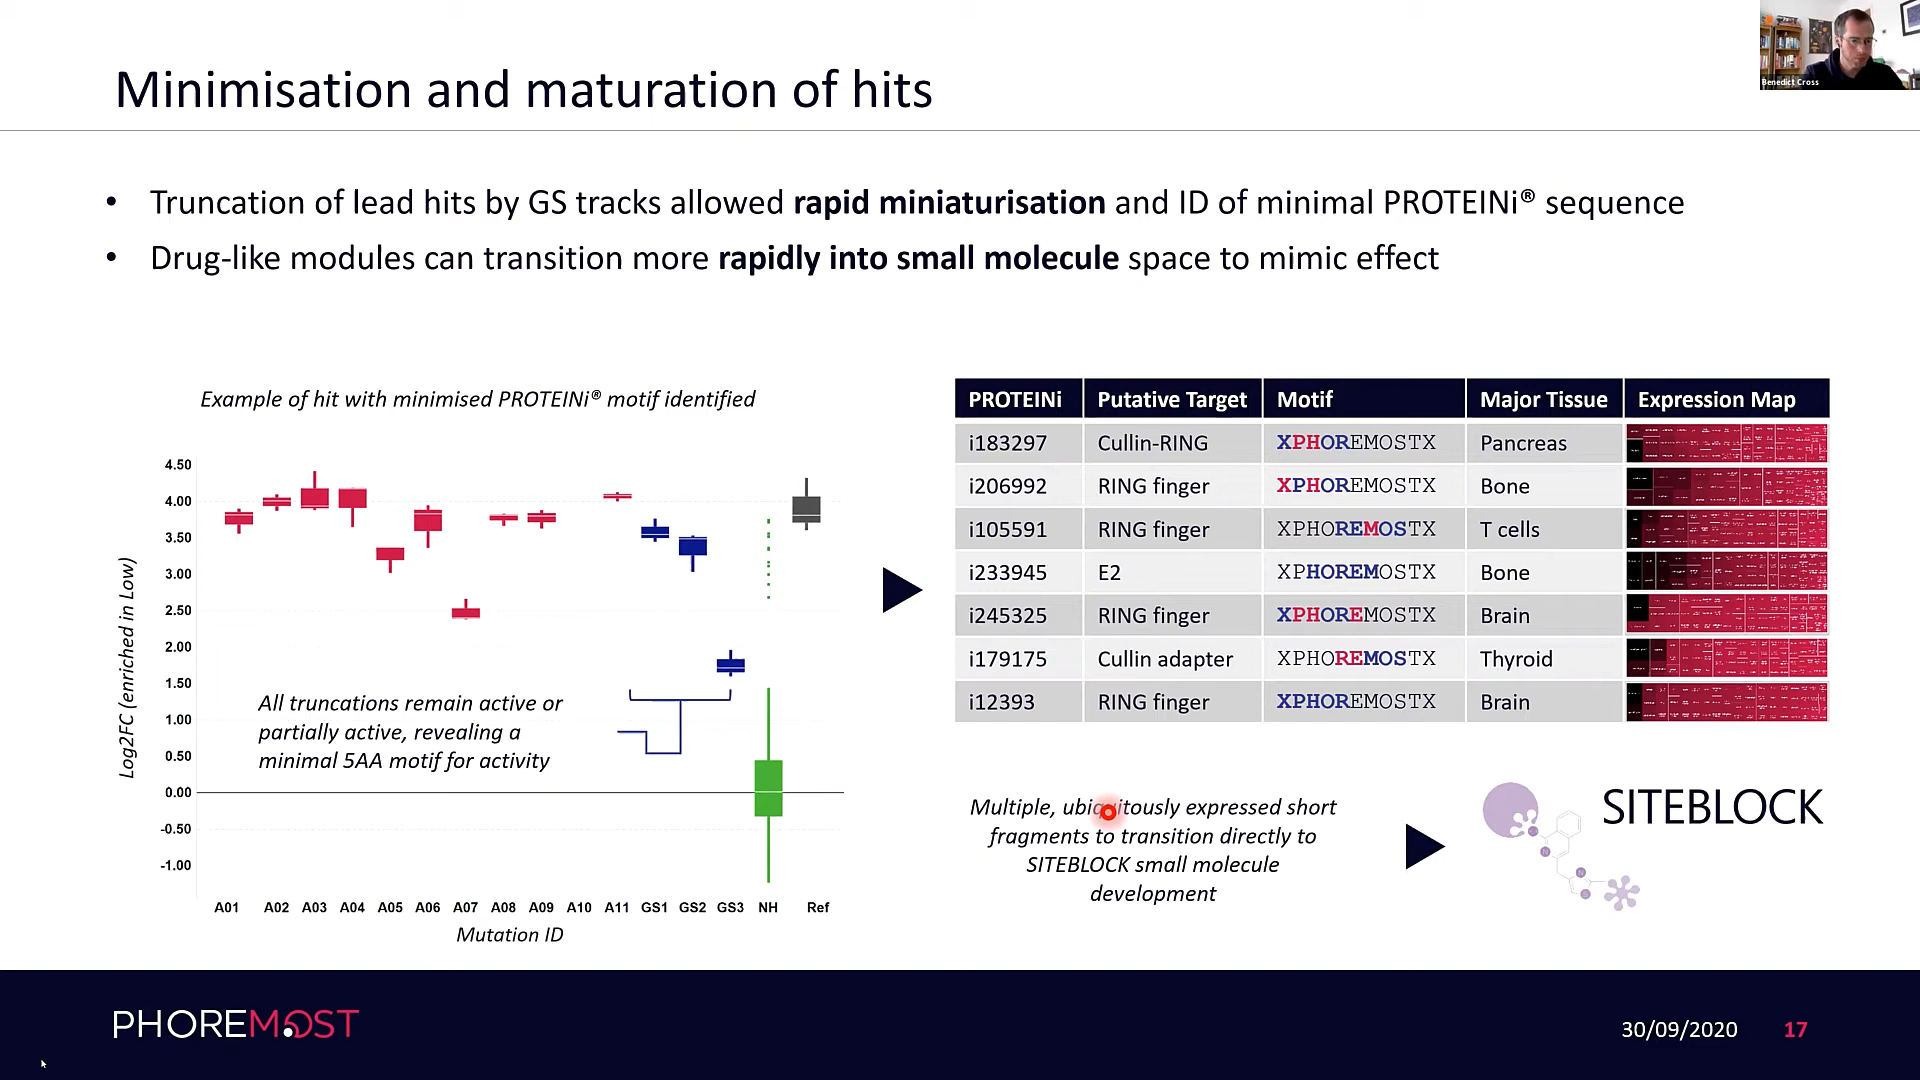 Minimisation and maturation of hits
Benedict Cross
• Truncation of lead hits by GS tracks allowed rapid miniaturisation and ID of minimal PROTEINi® sequence
• Drug-like modules can transition more rapidly into small molecule space to mimic effect
Example of hit with minimised PROTEINi® motif identified
Log2FC (enriched in Low)
4.50
4.00
3.50
3.00
2.50
2.00
1.50
1.00
0.50
0.00
-0.50
-1.00
All truncations remain active or
partially active, revealing a
minimal 5AA motif for activity
A01 A02 A03 A04 A05 A06 A07 A08 A09 A10 A11 GS1 GS2 GS3 NH Ref
Mutation ID
PROTEINi Putative Target Motif Major Tissue Expression Map
i183297 Cullin-RING XPHOREMOSTX Pancreas
i206992 RING finger XPHOREMOSTX Bone
i105591 RING finger XPHOREMOSTX T cells
i233945 E2 XPHOREMOSTX Bone
i245325 RING finger XPHOREMOSTX Brain
i179175 Cullin adapter XPHOREMOSTX Thyroid
i12393 RING finger XPHOREMOSTX Brain
Multiple, ubiquitously expressed short
fragments to transition directly to
SITEBLOCK small molecule
development
SITEBLOCK
PHOREMOST
30/09/2020 17